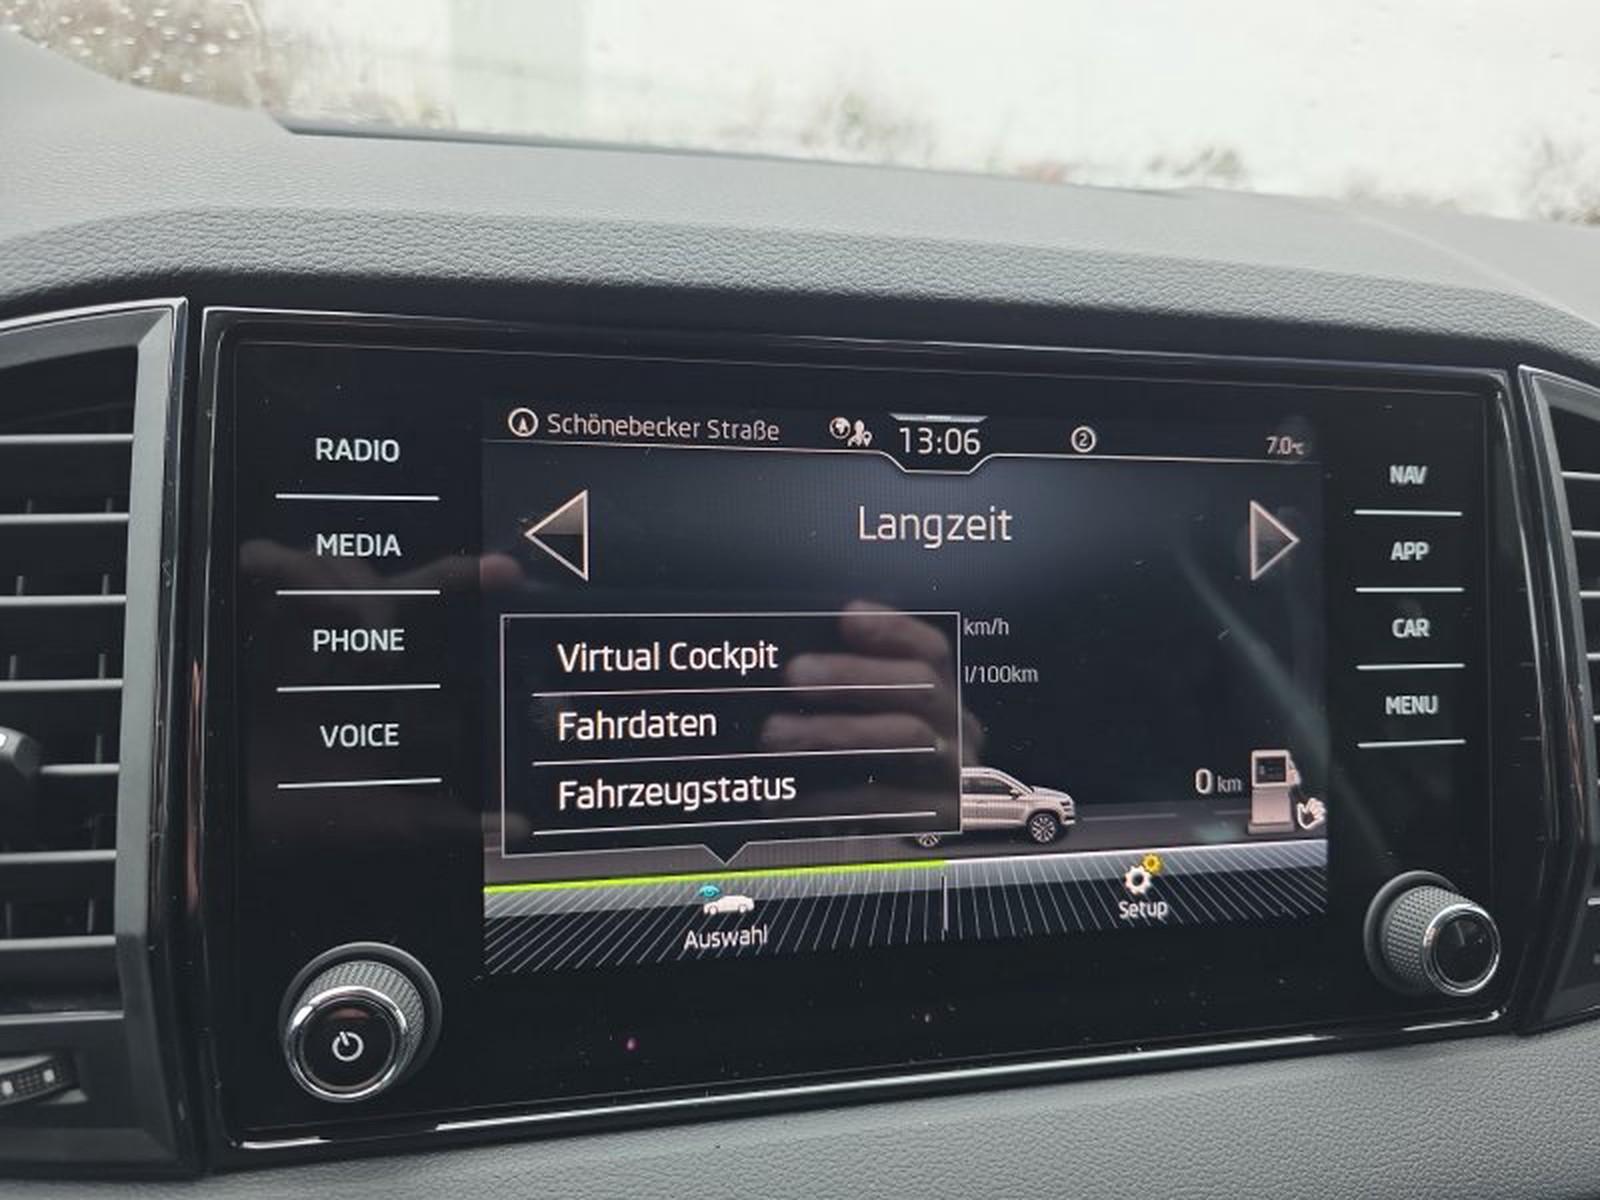 RADIO
MEDIA
PHONE
VOICE
Schönebecker Straße
13:06
2
7.0°C
Langzeit
km/h
l/100km
Virtual Cockpit
Fahrdaten
Fahrzeugstatus
0 km
Auswahl
Setup
NAV
APP
CAR
MENU